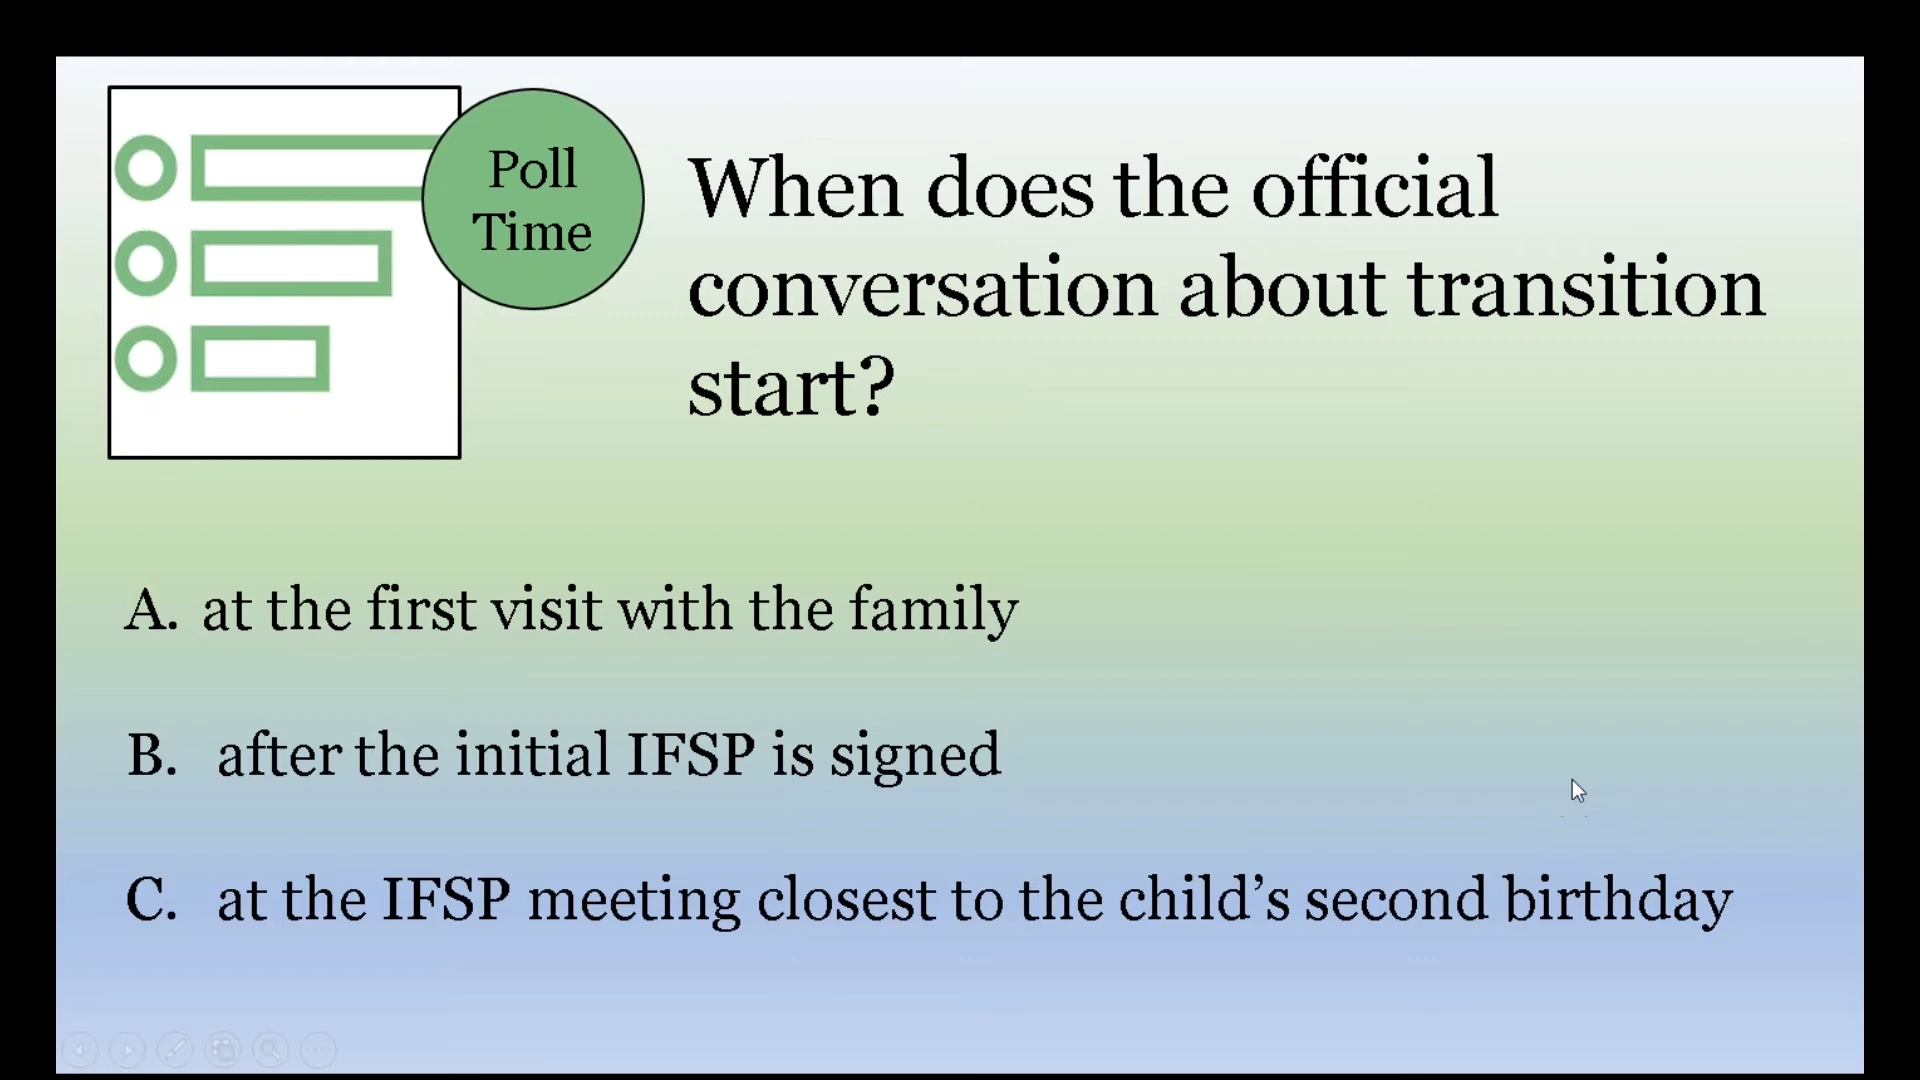 Poll
Time
When does the official
conversation about transition
start?
A. at the first visit with the family
B. after the initial IFSP is signed
C. at the IFSP meeting closest to the child’s second birthday